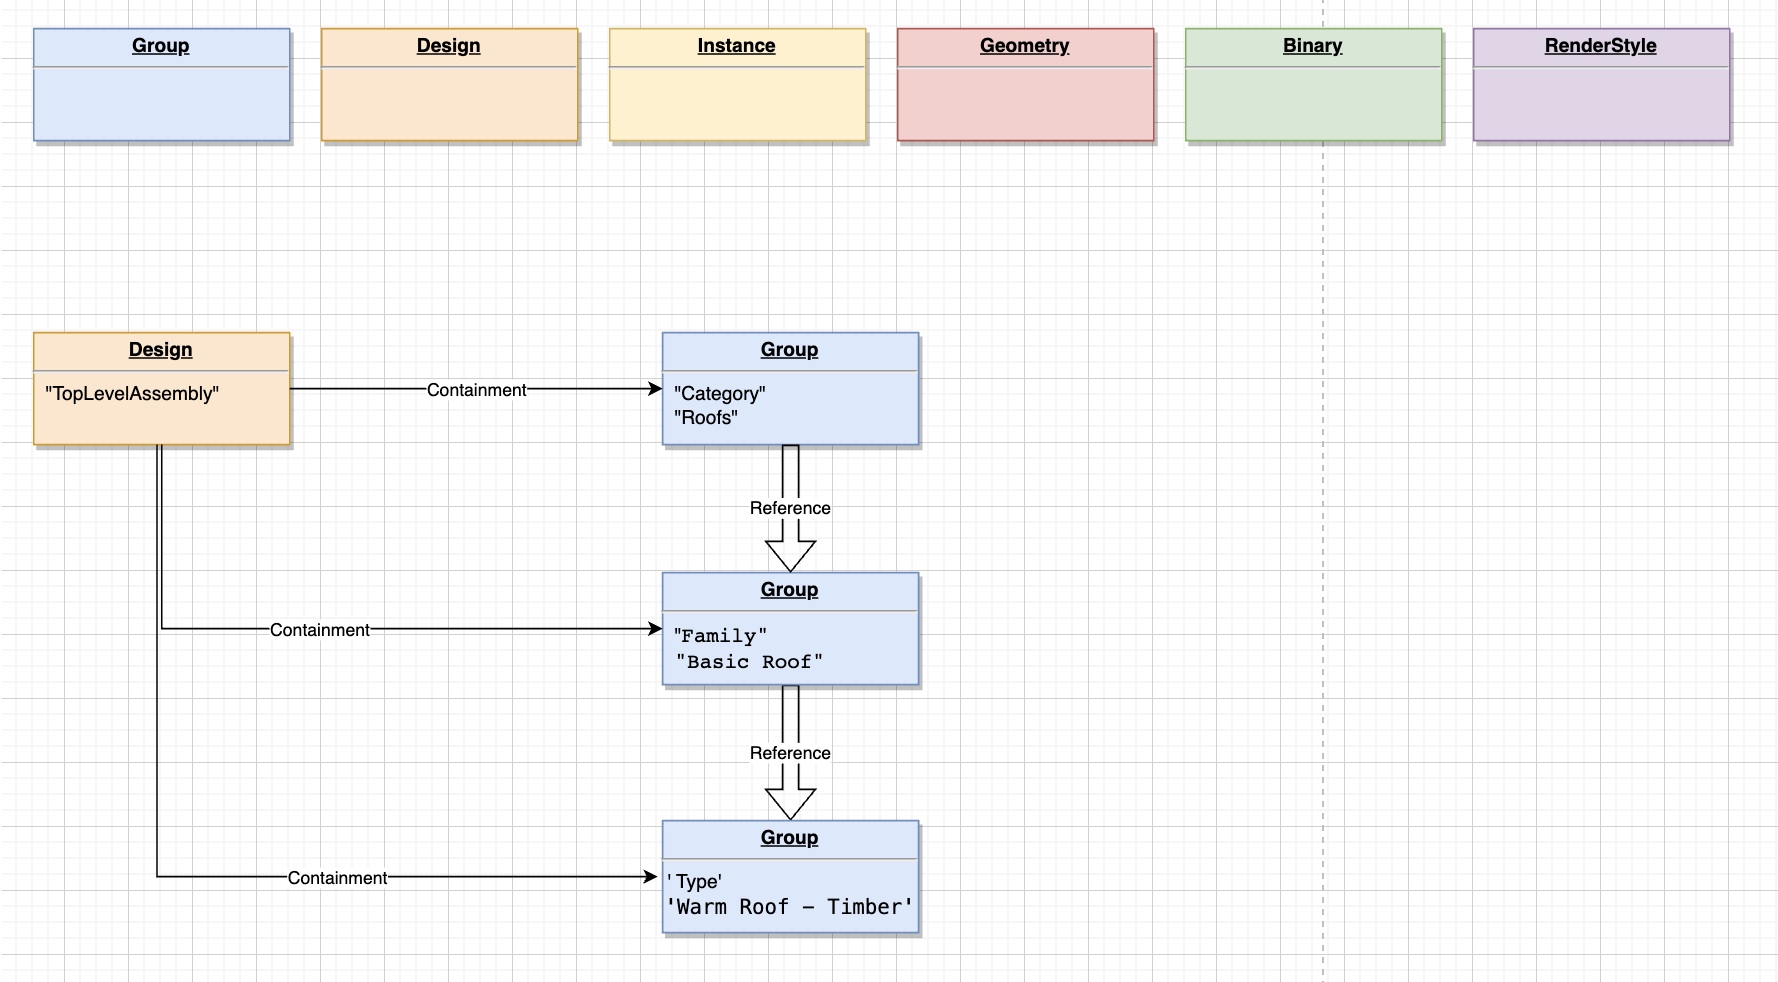 Group
Design
Instance
Geometry
Binary
RenderStyle
Design
"TopLevelAssembly"
Containment
Group
"Category"
"Roofs"
Reference
Containment
Group
"Family"
"Basic Roof"
Reference
Containment
Group
'Type'
'Warm Roof – Timber'